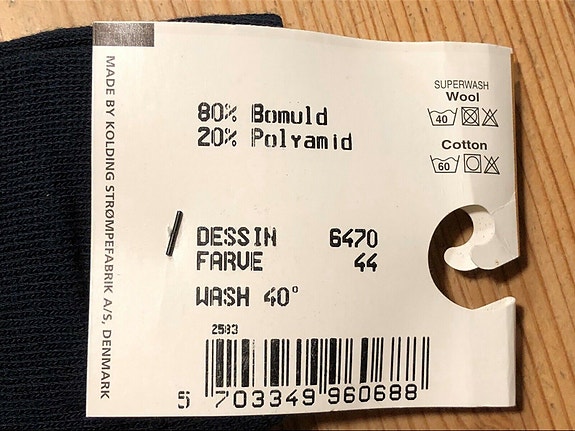 MADE BY KOLDING STRØMPEFABRIK A/S, DENMARK
80% Bomuld
20% Polyamid
SUPERWASH
Wool
40
Cotton
60
DESSIN 6470
FARVE 44
WASH 40°
2583
5 703349 960688